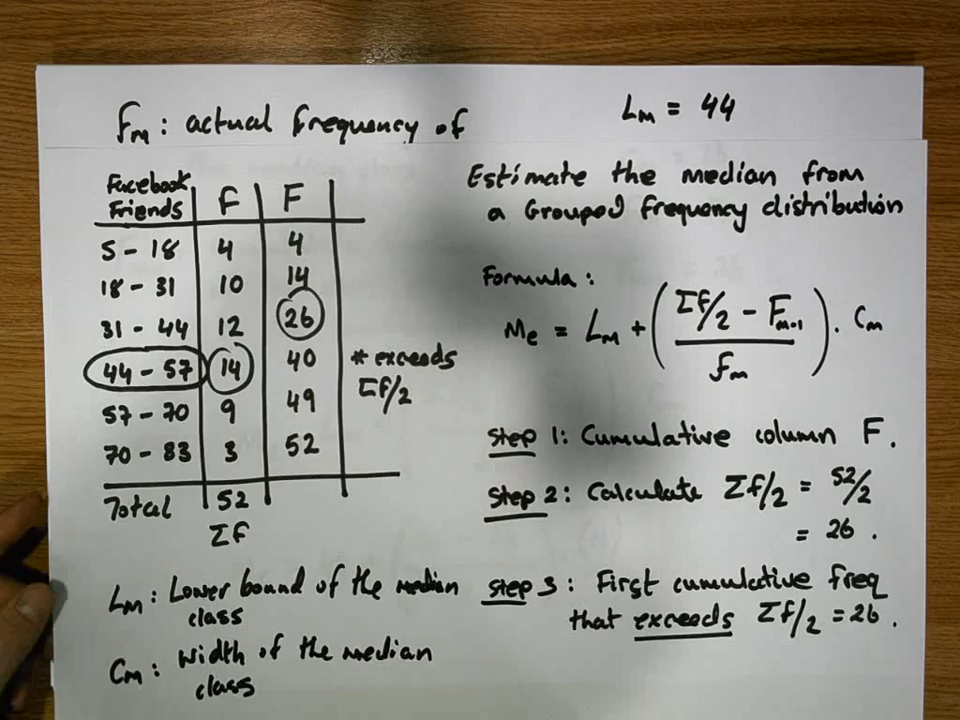 fm: actual frequency of
Lm = 44
Facebook Friends | F | F
5 - 18 | 4 | 4
18 - 31 | 10 | 14
31 - 44 | 12 | 26
44 - 57 | 14 | 40
57 - 70 | 9 | 49
70 - 83 | 3 | 52
Total | 52
Σf
* exceeds
Σf/2
Lm: Lower bound of the median
class
Cm: Width of the median
class
Estimate the median from
a Grouped frequency distribution
Formula:
Me = Lm + ( (Σf/2 - Fm-1) / fm ) . Cm
Step 1: Cumulative column F.
Step 2: Calculate Σf/2 = 52/2
= 26.
Step 3: First cumulative freq
that exceeds Σf/2 = 26.